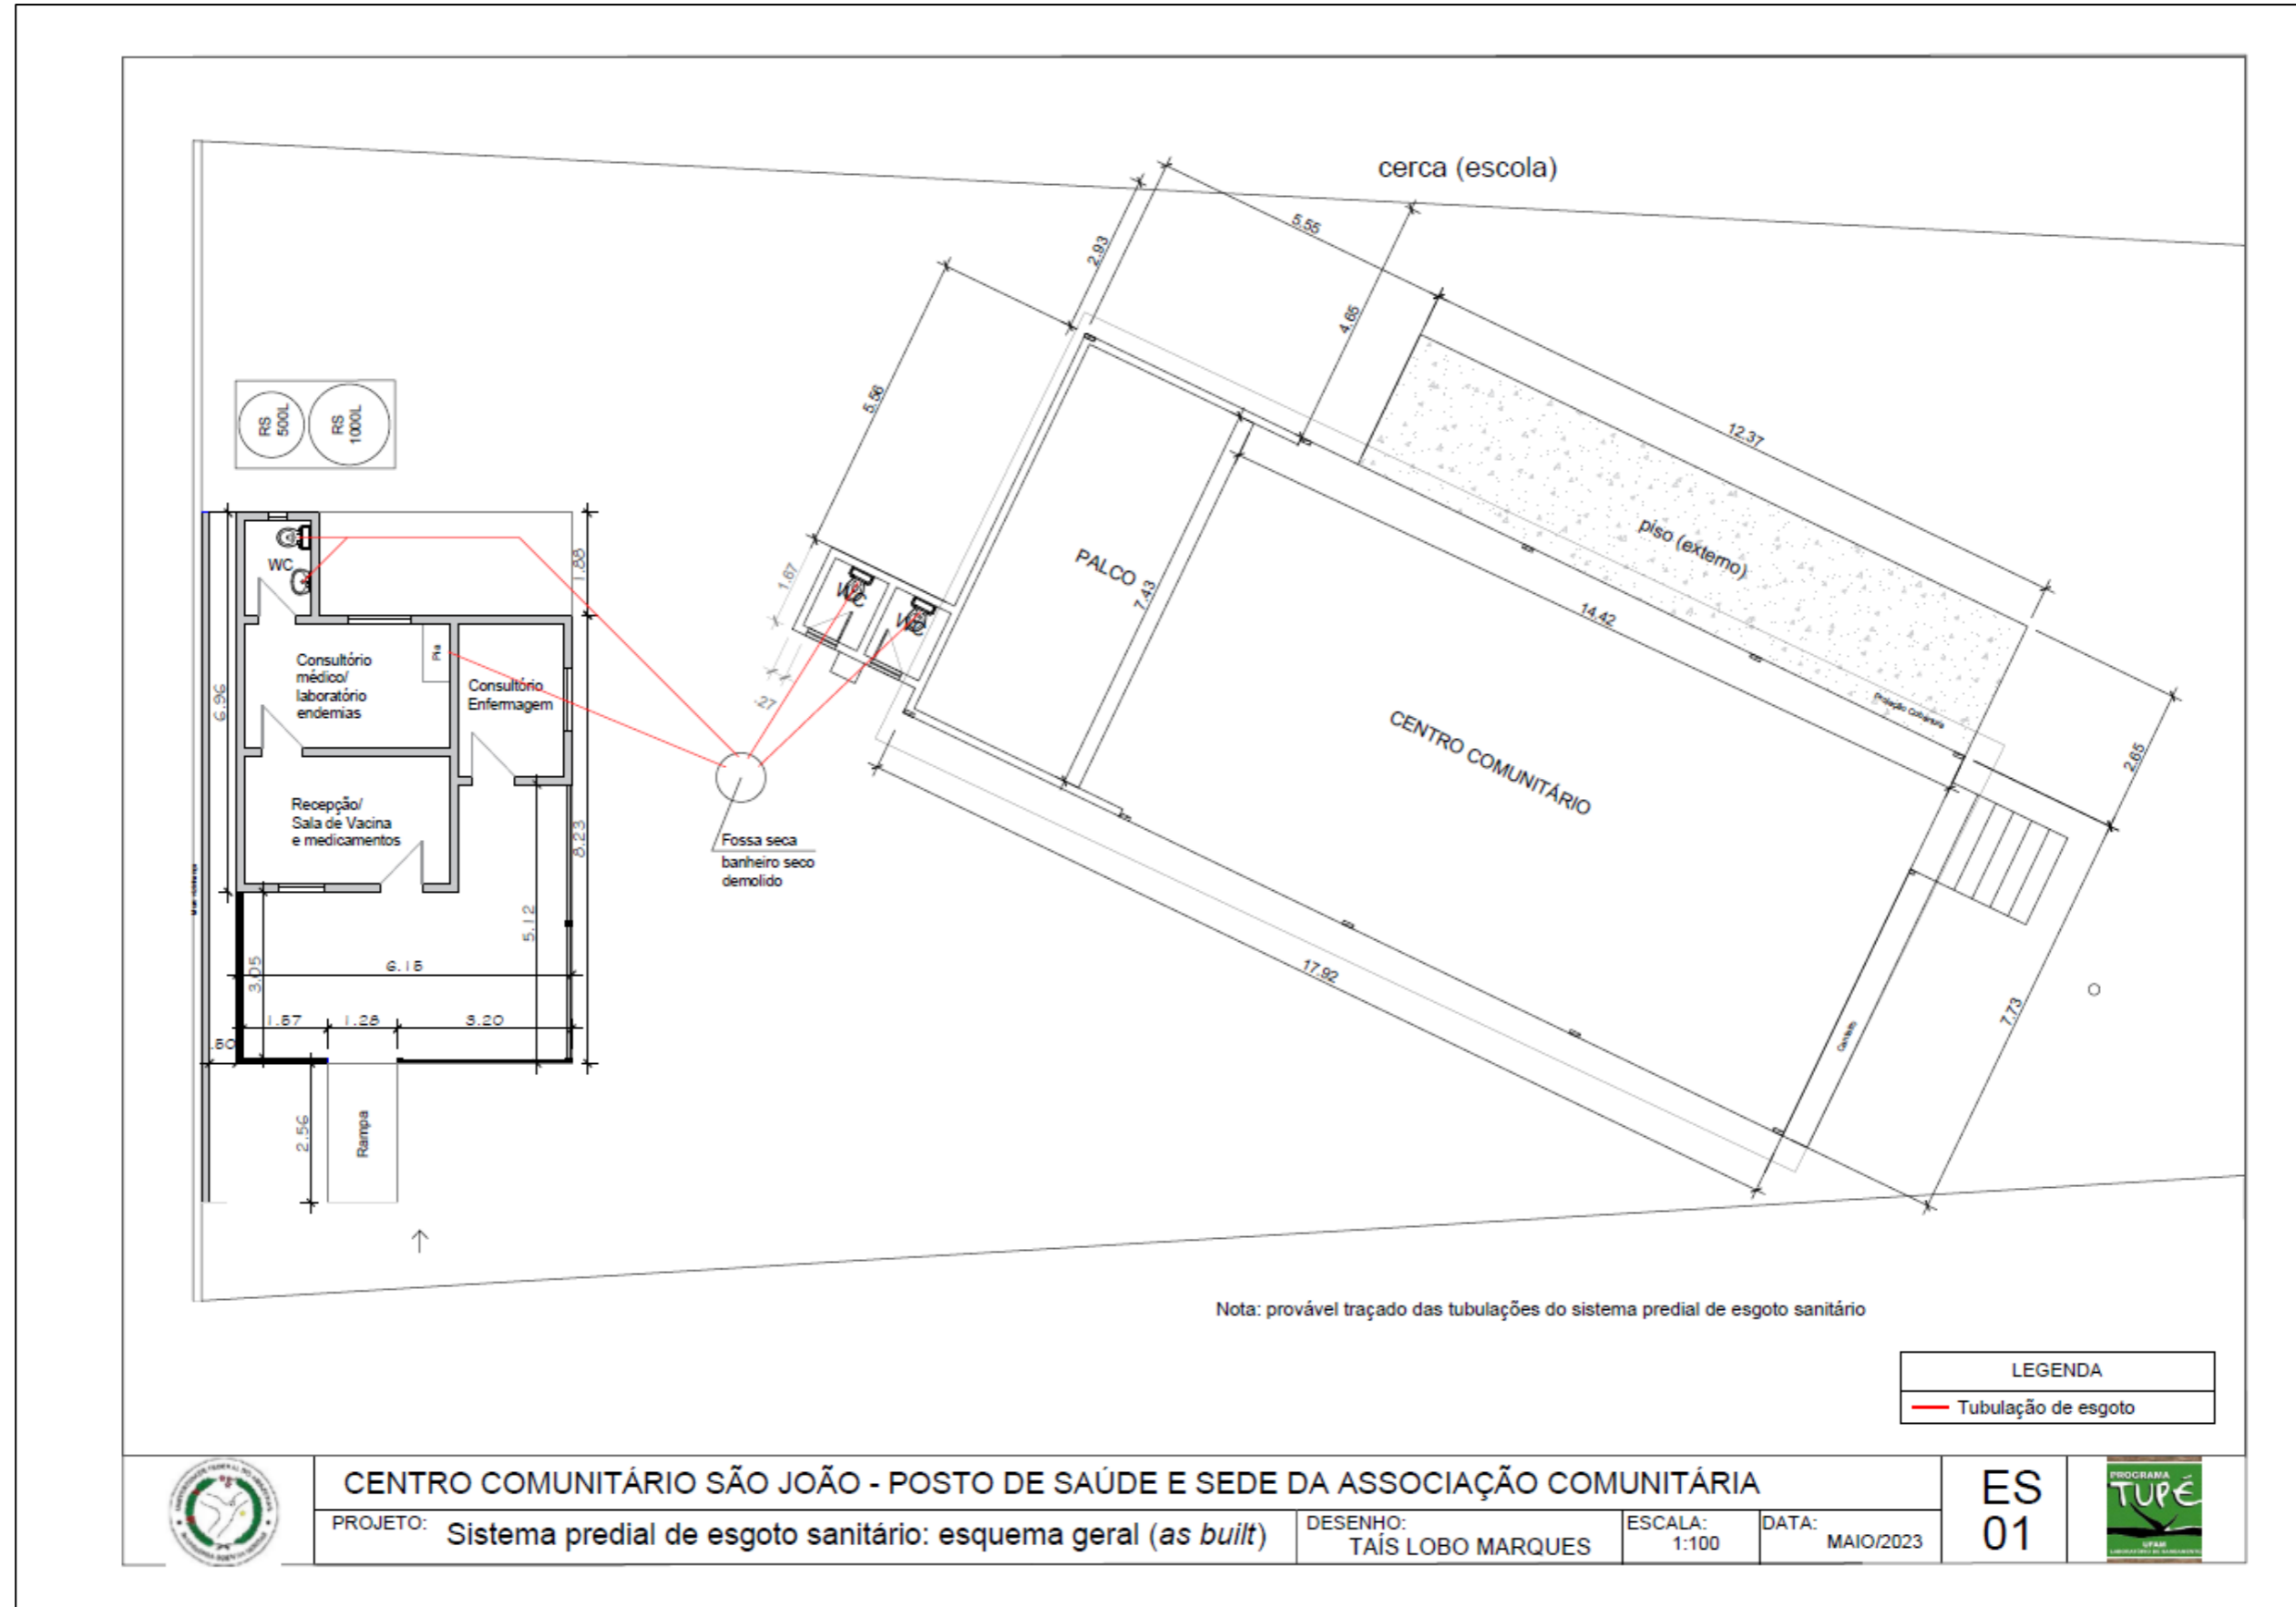 cerca (escola)
5.55
2.93
4.65
5.56
12.37
RS
500L
RS
1000L
piso (externo)
PALCO
7.43
14.42
1.88
WC
1.67
WC
WC
Pia
Consultório
médico/
laboratório
endemias
Consultório
Enfermagem
6.96
.27
Projeção Cobertura
CENTRO COMUNITÁRIO
2.65
Recepção/
Sala de Vacina
e medicamentos
8.23
Fossa seca
banheiro seco
demolido
5.12
3.05
6.15
17.92
7.73
1.57
1.28
3.20
.50
2.56
Rampa
Nota: provável traçado das tubulações do sistema predial de esgoto sanitário
LEGENDA
Tubulação de esgoto
CENTRO COMUNITÁRIO SÃO JOÃO - POSTO DE SAÚDE E SEDE DA ASSOCIAÇÃO COMUNITÁRIA
PROJETO:
Sistema predial de esgoto sanitário: esquema geral (as built)
DESENHO:
TAÍS LOBO MARQUES
ESCALA:
1:100
DATA:
MAIO/2023
ES
01
PROGRAMA
TUPÉ
UFAM